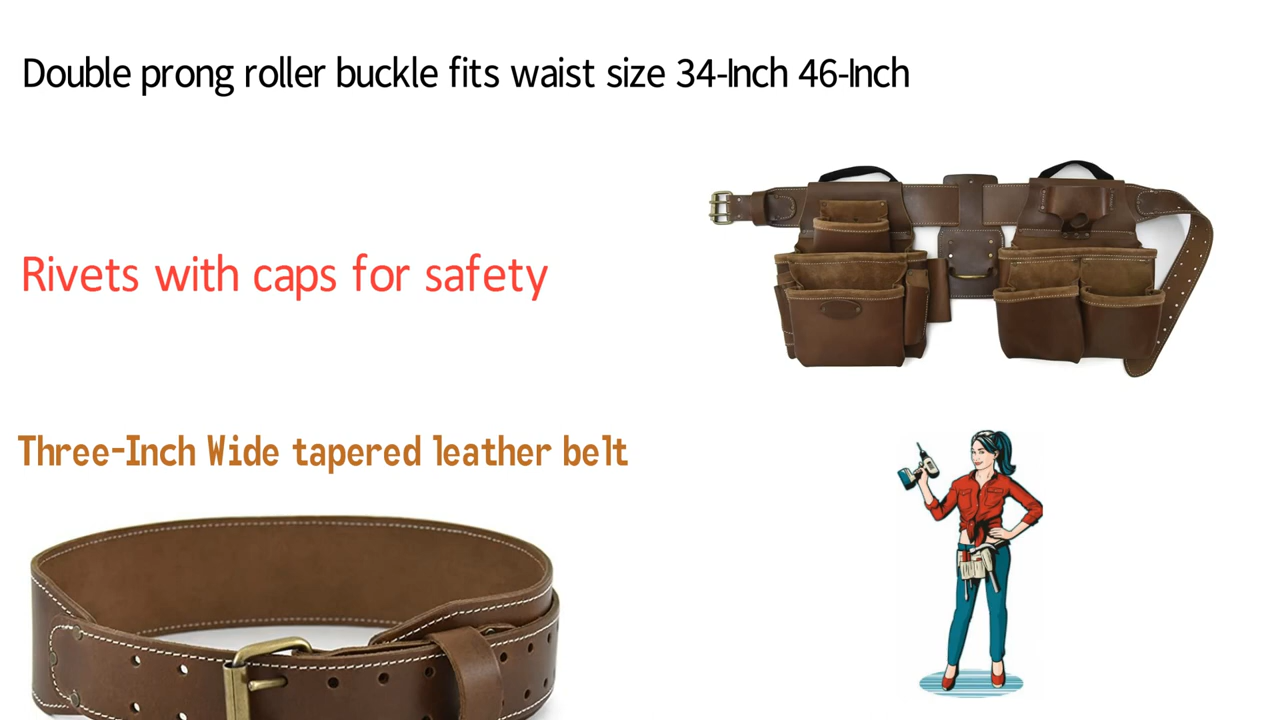 Double prong roller buckle fits waist size 34-Inch 46-Inch
Rivets with caps for safety
Three-Inch Wide tapered leather belt